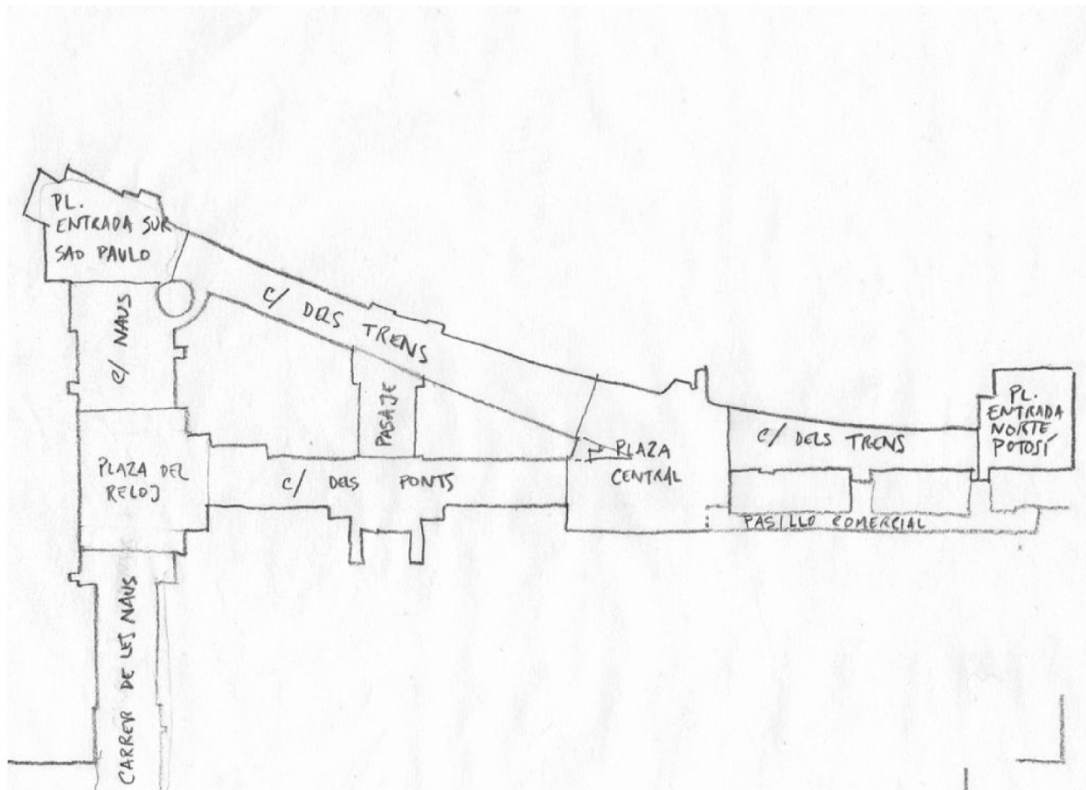 PL.
ENTRADA SUR
SAO PAULO
C/ NAUS
C/ DELS TRENS
PASAJE
PLAZA DEL
RELOJ
C/ DELS PONTS
PLAZA
CENTRAL
C/ DELS TRENS
PL.
ENTRADA
NORTE
POTOSÍ
PASILLO COMERCIAL
CARRER DE LES NAUS